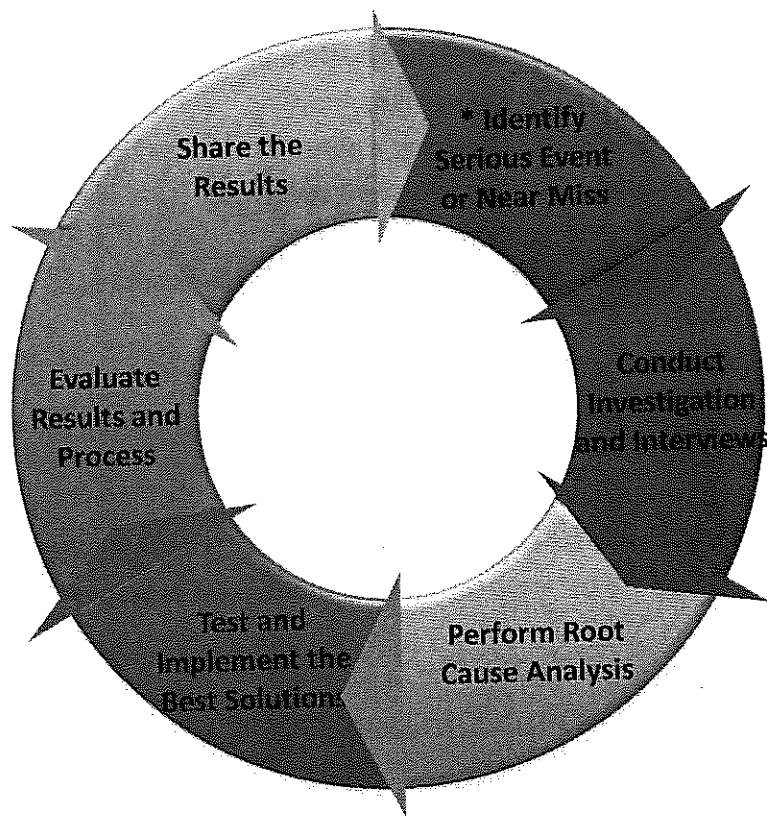 * Identify
Serious Event
or Near Miss
Conduct
Investigation
and Interviews
Perform Root
Cause Analysis
Test and
Implement the
Best Solutions
Evaluate
Results and
Process
Share the
Results